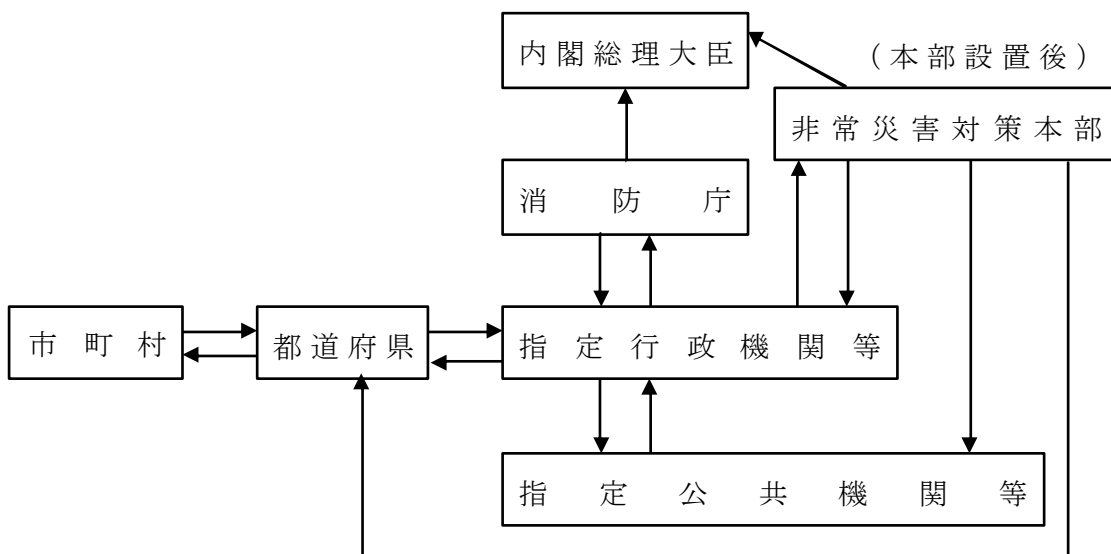 内閣総理大臣
（本部設置後）
非常災害対策本部
消防庁
市町村
都道府県
指定行政機関等
指定公共機関等